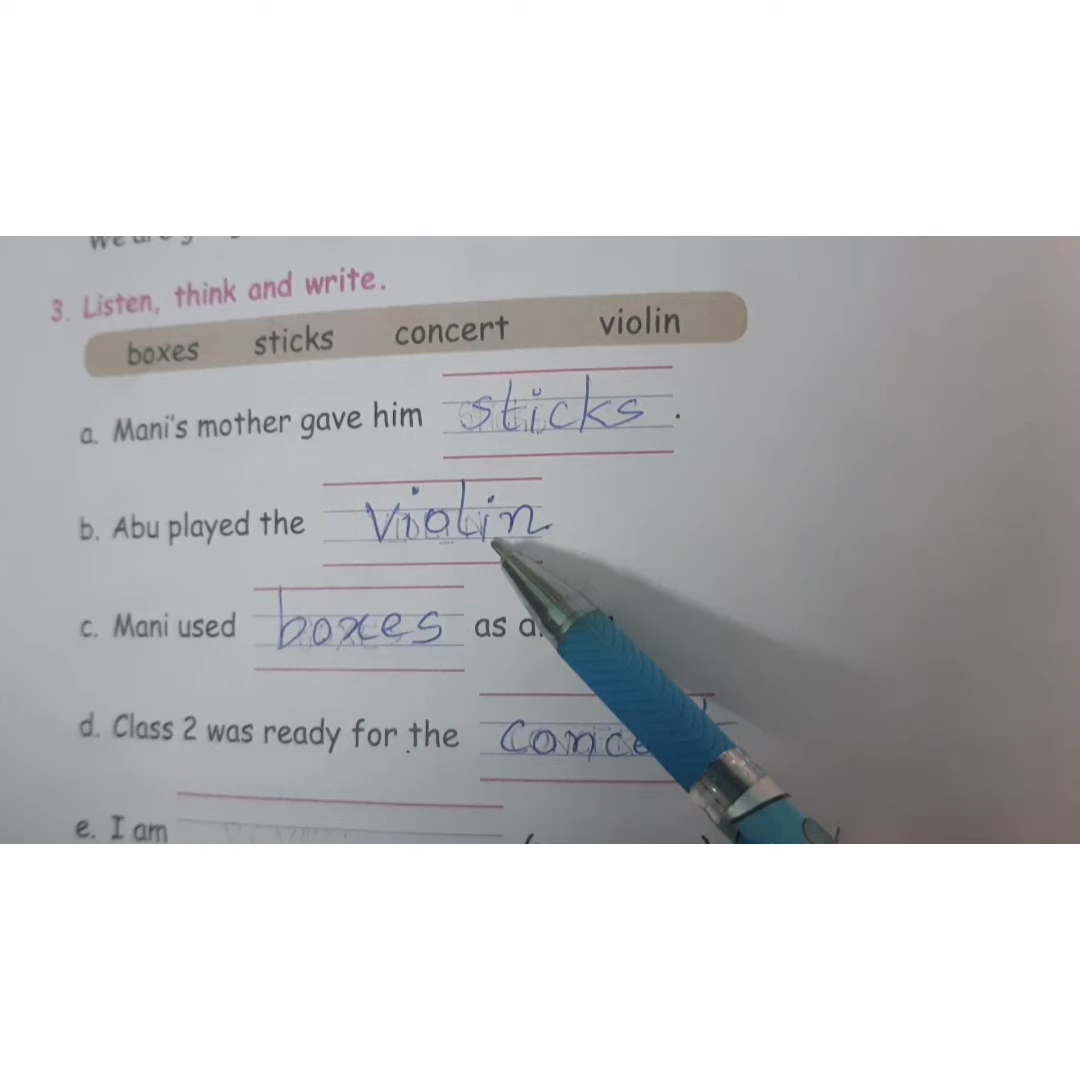 3. Listen, think and write.
boxes sticks concert violin
a. Mani's mother gave him sticks.
b. Abu played the violin
c. Mani used boxes as a
d. Class 2 was ready for the
e. I am